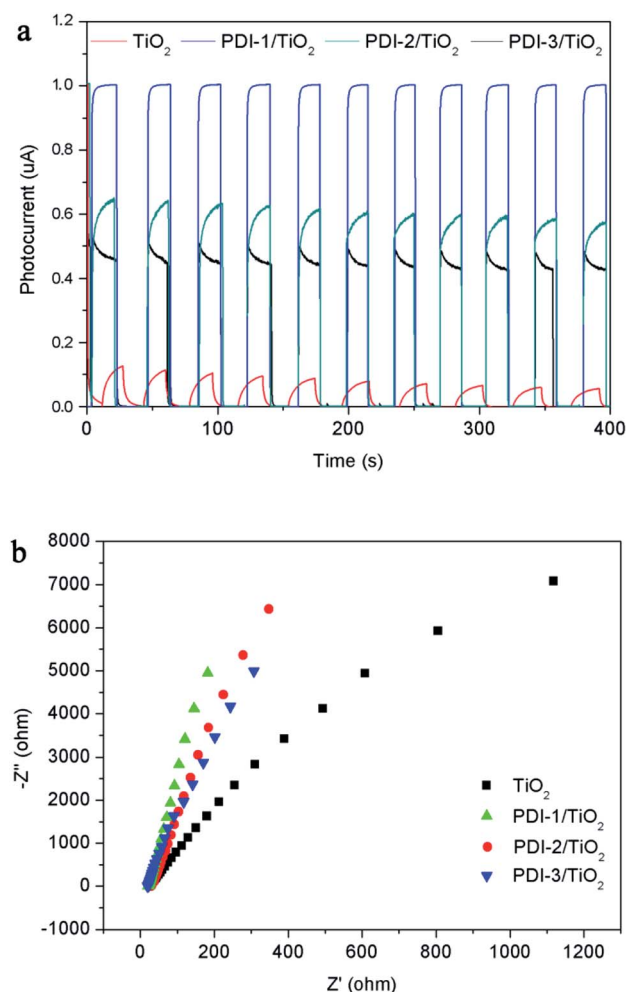 a
TiO₂ PDI-1/TiO₂ PDI-2/TiO₂ PDI-3/TiO₂
1.0
0.8
0.6
0.4
0.2
0.0
Photocurrent (uA)
0 100 200 300 400
Time (s)
b
8000
7000
6000
5000
4000
3000
2000
1000
0
-1000
-Z" (ohm)
TiO₂
PDI-1/TiO₂
PDI-2/TiO₂
PDI-3/TiO₂
0 200 400 600 800 1000 1200
Z' (ohm)